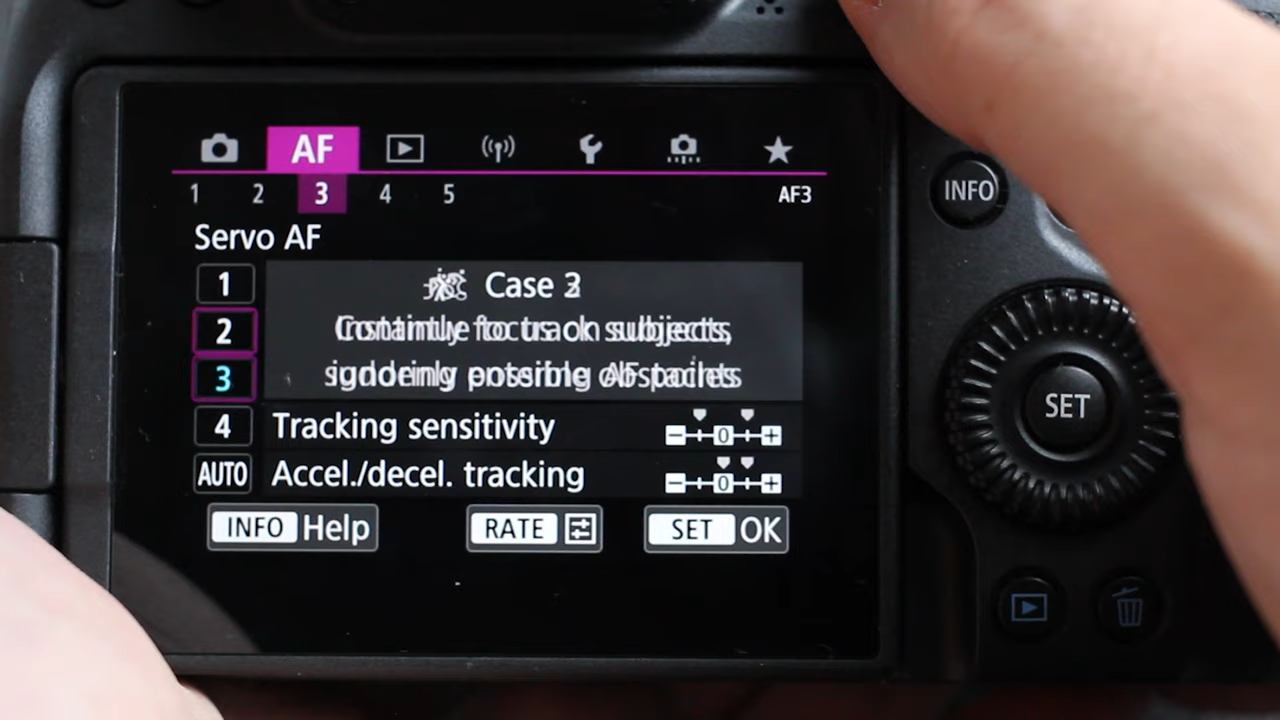 AF
1 2 3 4 5 AF3
Servo AF
1 Case
2
3
4 Tracking sensitivity - 0 +
AUTO Accel./decel. tracking - 0 +
INFO Help RATE SET OK
INFO
SET